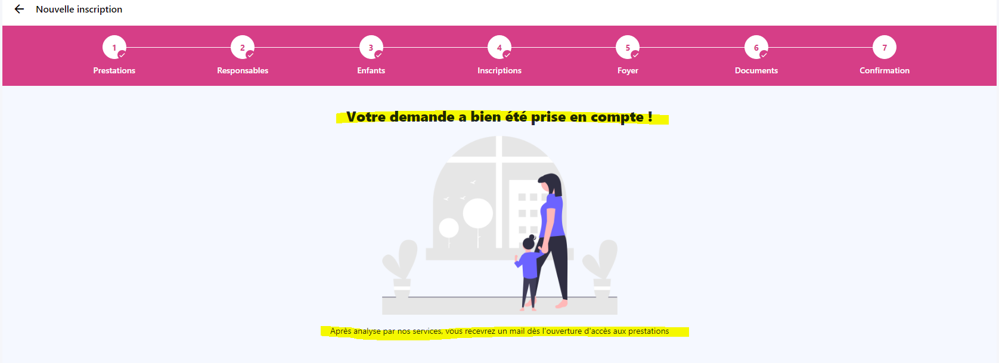 Nouvelle inscription
1 2 3 4 5 6 7
Prestations Responsables Enfants Inscriptions Foyer Documents Confirmation
Votre demande a bien été prise en compte !
Après analyse par nos services, vous recevrez un mail dès l'ouverture d'accès aux prestations